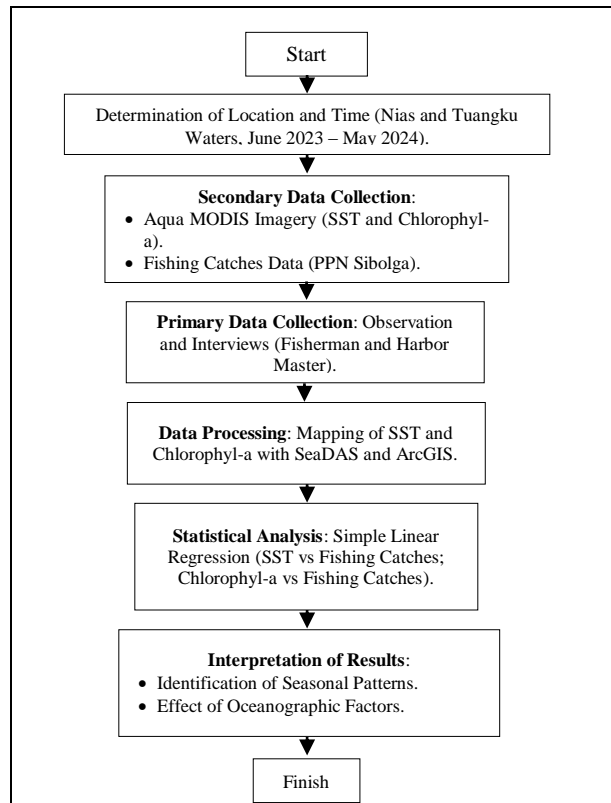 Start
Determination of Location and Time (Nias and Tuangku
Waters, June 2023 – May 2024).
Secondary Data Collection:
• Aqua MODIS Imagery (SST and Chlorophyl-
a).
• Fishing Catches Data (PPN Sibolga).
Primary Data Collection: Observation
and Interviews (Fisherman and Harbor
Master).
Data Processing: Mapping of SST and
Chlorophyl-a with SeaDAS and ArcGIS.
Statistical Analysis: Simple Linear
Regression (SST vs Fishing Catches;
Chlorophyl-a vs Fishing Catches).
Interpretation of Results:
• Identification of Seasonal Patterns.
• Effect of Oceanographic Factors.
Finish